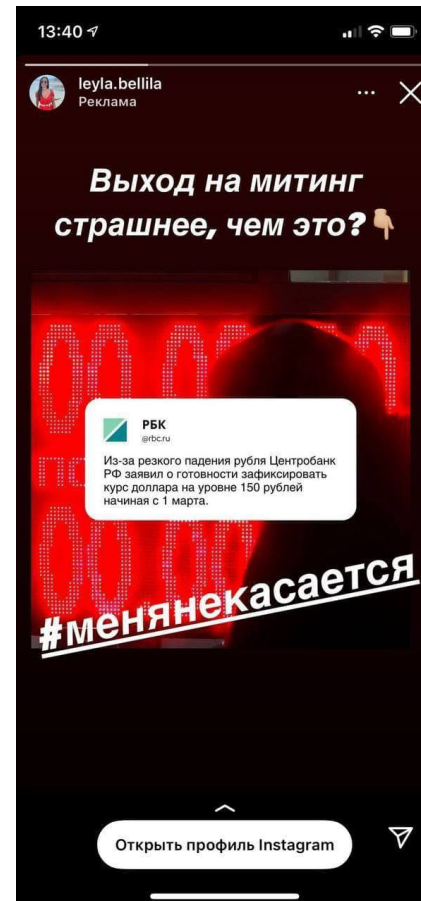 13:40
leyla.bellila
Реклама
Выход на митинг
страшнее, чем это?
РБК
@rbc.ru
Из-за резкого падения рубля Центробанк
РФ заявил о готовности зафиксировать
курс доллара на уровне 150 рублей
начиная с 1 марта.
#менянекасается
Открыть профиль Instagram